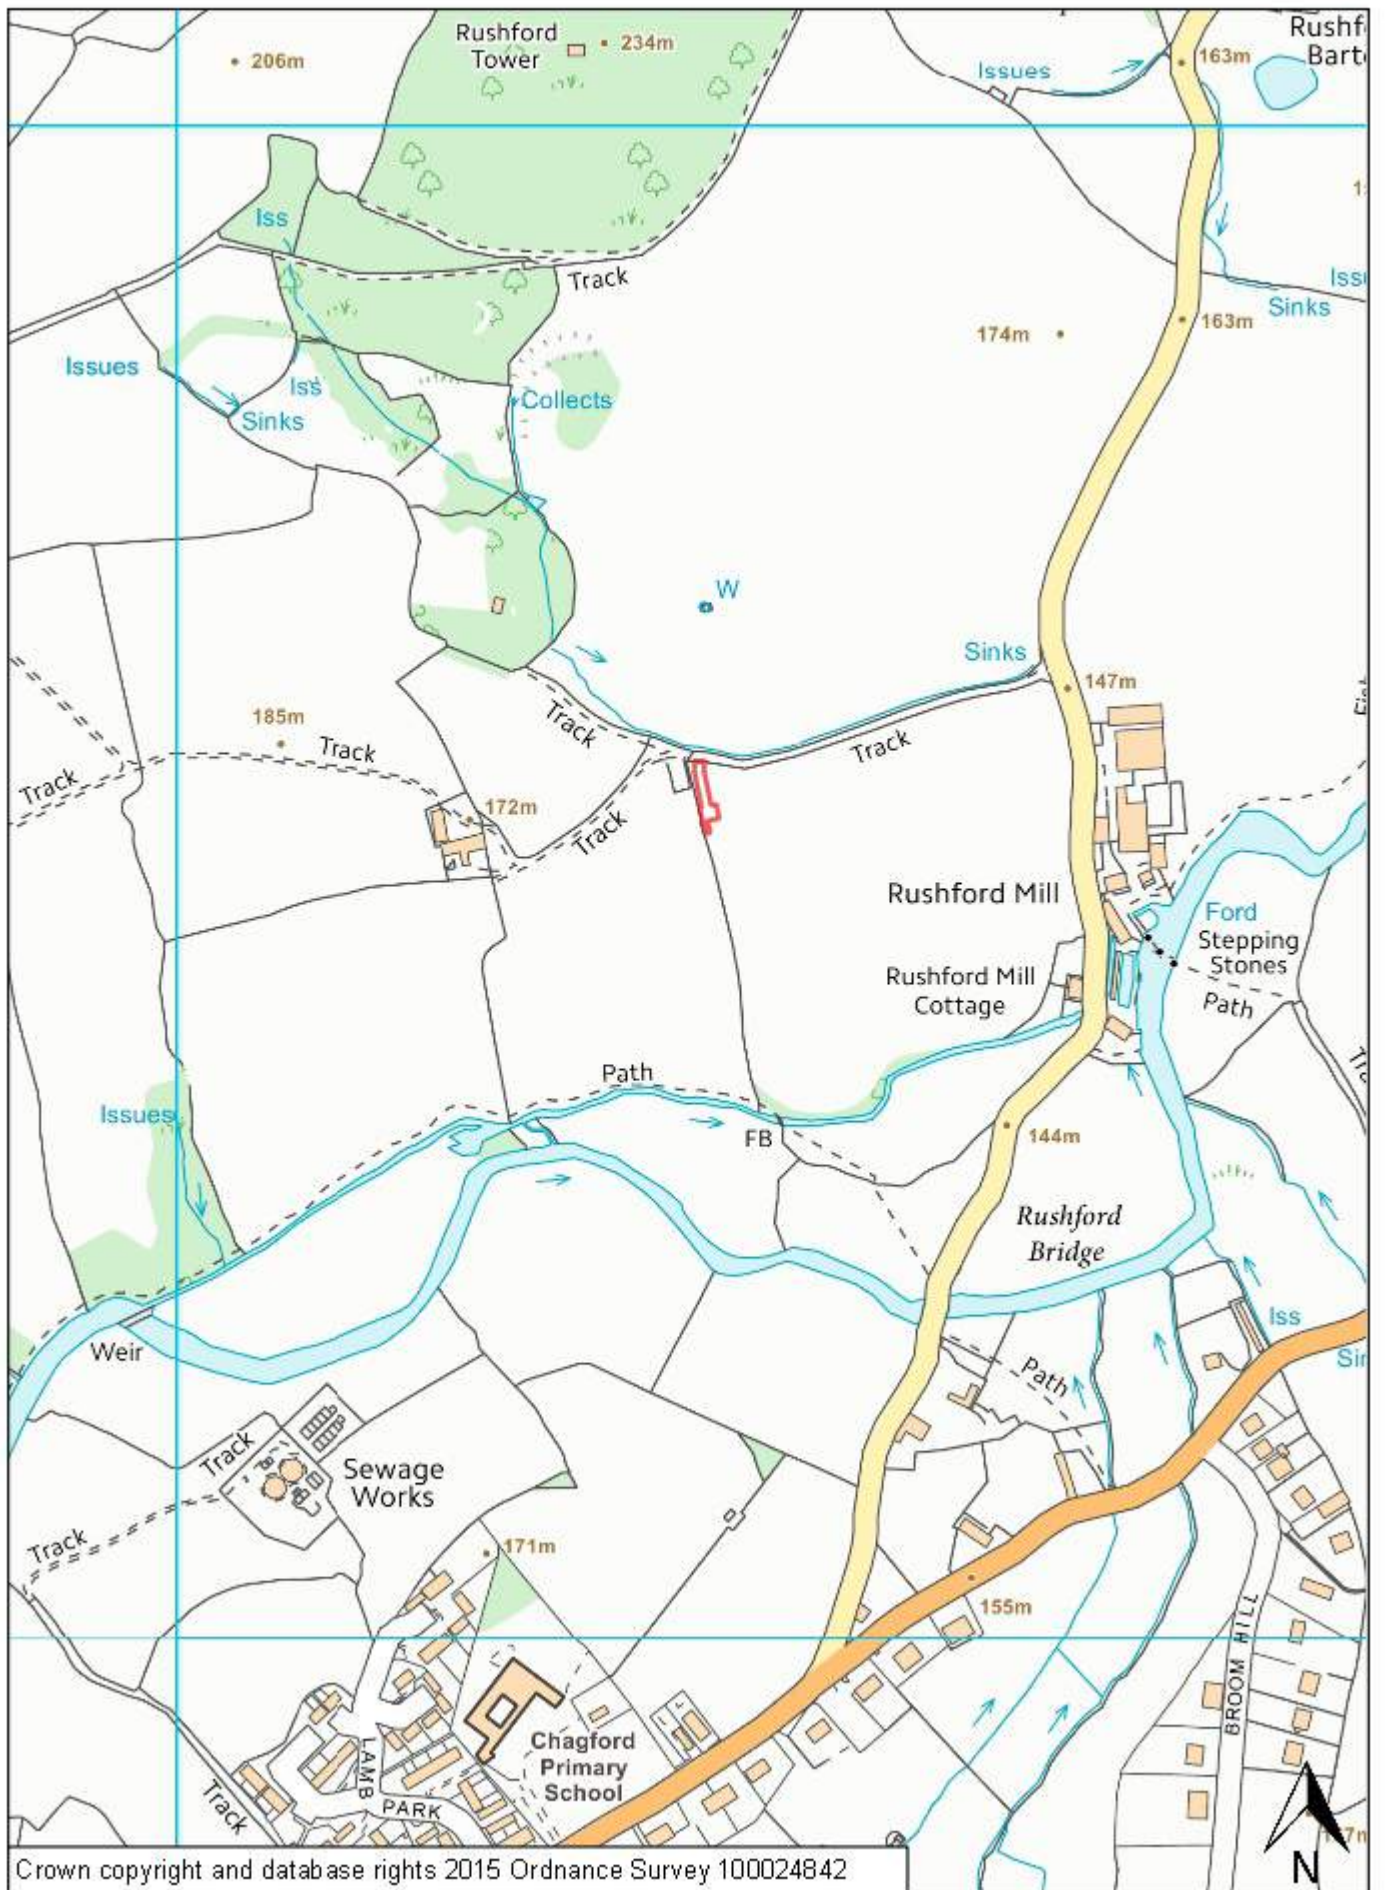 Rushford
Tower
234m
206m
Issues
163m
Iss
Track
Sinks
163m
174m
Issues
Iss
Sinks
Collects
W
Sinks
147m
185m
Track
Track
Track
Track
172m
Track
Rushford Mill
Ford
Stepping
Stones
Rushford Mill
Cottage
Path
Path
Issues
FB
144m
Rushford
Bridge
Iss
Weir
Path
Track
Sewage
Works
Track
171m
155m
BROOM HILL
Chagford
Primary
School
LAMB
PARK
Track
N
Crown copyright and database rights 2015 Ordnance Survey 100024842